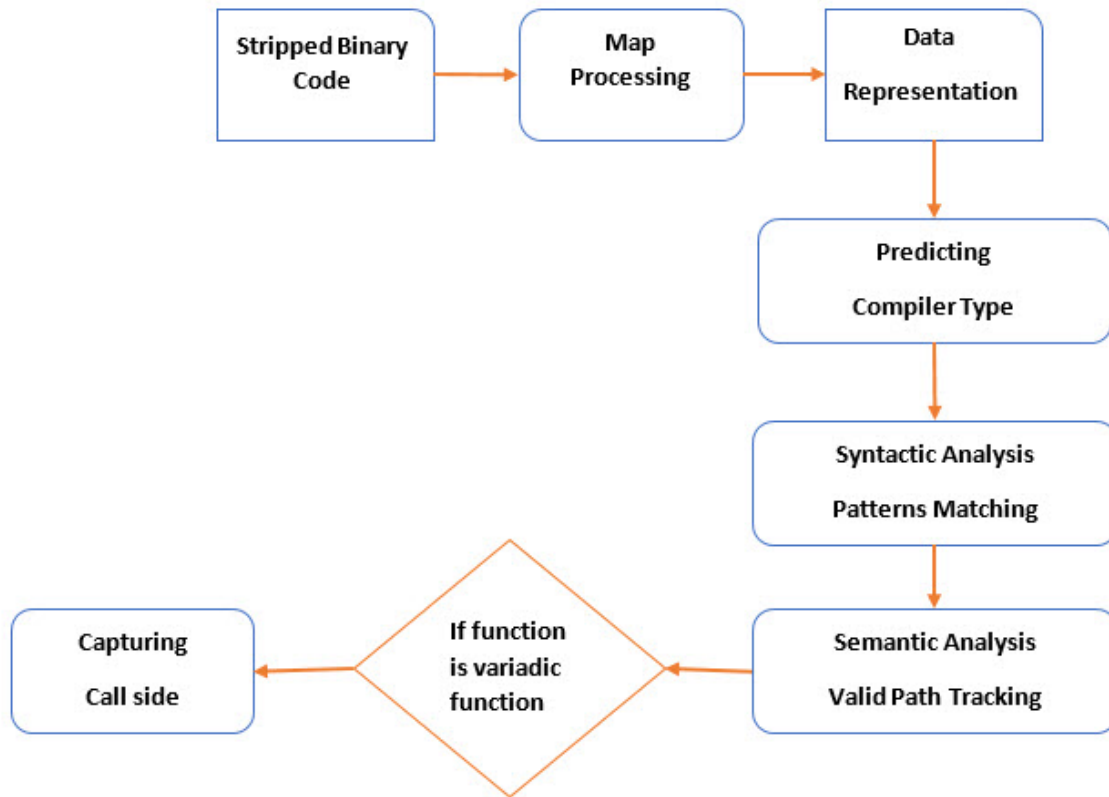 Stripped Binary
Code
Map
Processing
Data
Representation
Predicting
Compiler Type
Syntactic Analysis
Patterns Matching
Semantic Analysis
Valid Path Tracking
If function
is variadic
function
Capturing
Call side